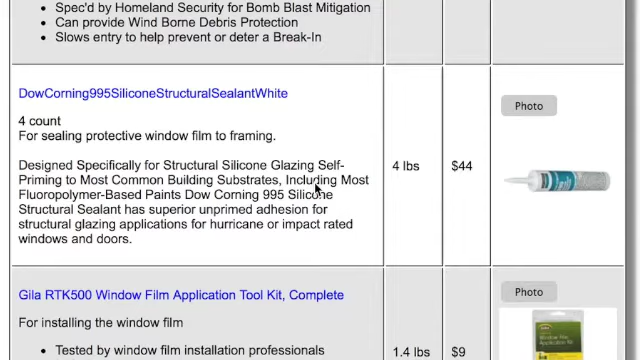 Spec'd by Homeland Security for Bomb Blast Mitigation
Can provide Wind Borne Debris Protection
Slows entry to help prevent or deter a Break-In
DowCorning995SiliconeStructuralSealantWhite
4 count
For sealing protective window film to framing.
Designed Specifically for Structural Silicone Glazing Self-
Priming to Most Common Building Substrates, Including Most
Fluoropolymer-Based Paints Dow Corning 995 Silicone
Structural Sealant has superior unprimed adhesion for
structural glazing applications for hurricane or impact rated
windows and doors.
4 lbs
$44
Photo
Gila RTK500 Window Film Application Tool Kit, Complete
For installing the window film
Tested by window film installation professionals
1.4 lbs
$9
Photo
Window Film
Application Kit